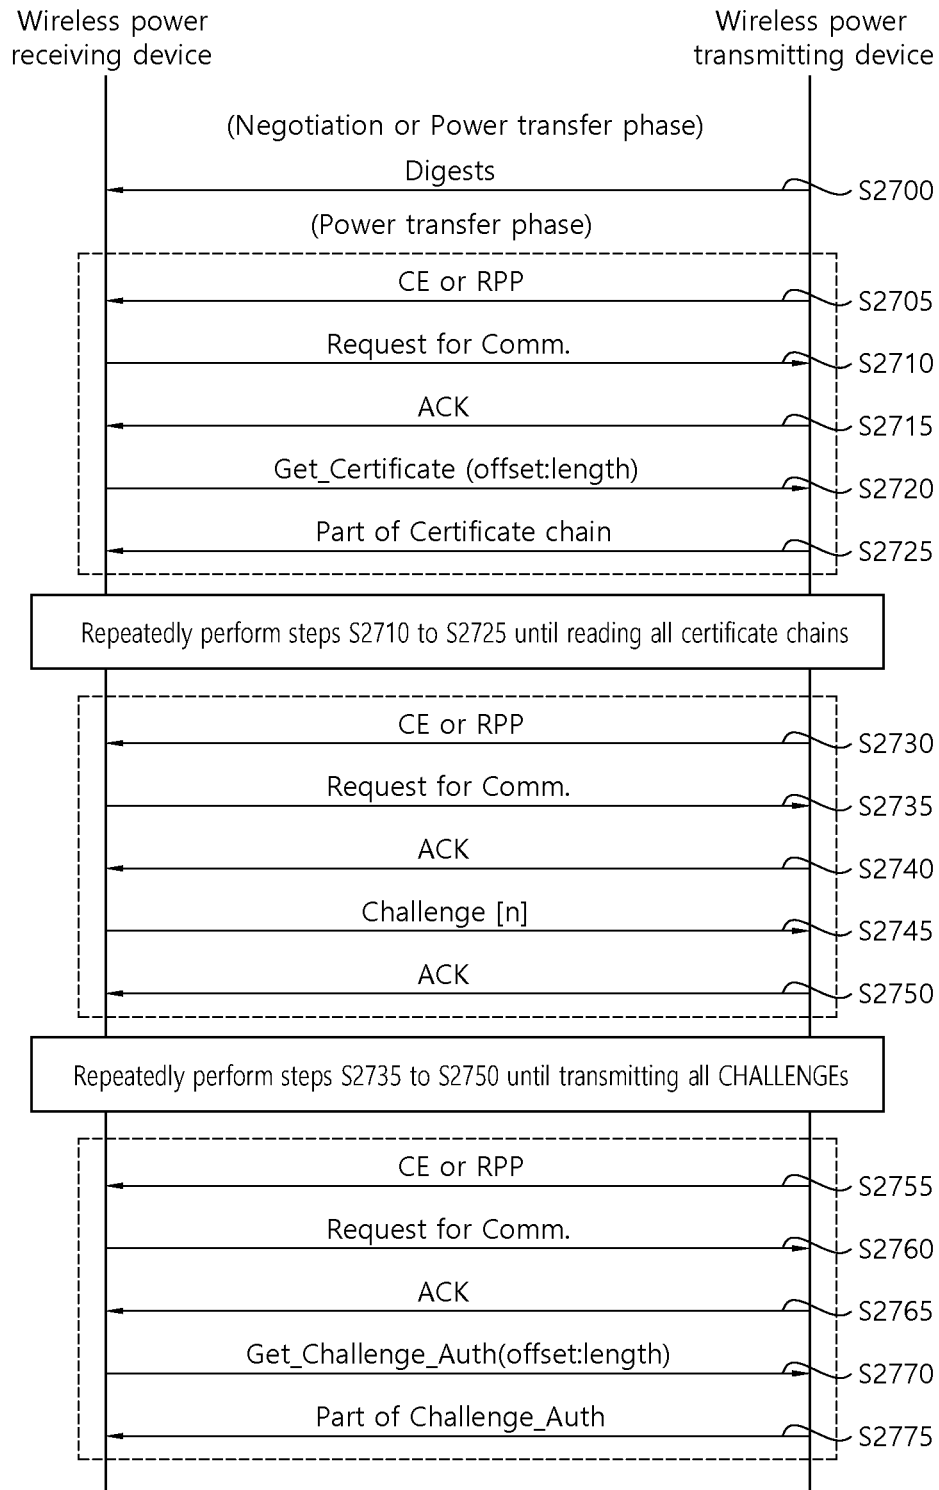 Wireless power
receiving device
Wireless power
transmitting device
(Negotiation or Power transfer phase)
Digests
S2700
(Power transfer phase)
CE or RPP
S2705
Request for Comm.
S2710
ACK
S2715
Get_Certificate (offset:length)
S2720
Part of Certificate chain
S2725
Repeatedly perform steps S2710 to S2725 until reading all certificate chains
CE or RPP
S2730
Request for Comm.
S2735
ACK
S2740
Challenge [n]
S2745
ACK
S2750
Repeatedly perform steps S2735 to S2750 until transmitting all CHALLENGEs
CE or RPP
S2755
Request for Comm.
S2760
ACK
S2765
Get_Challenge_Auth(offset:length)
S2770
Part of Challenge_Auth
S2775